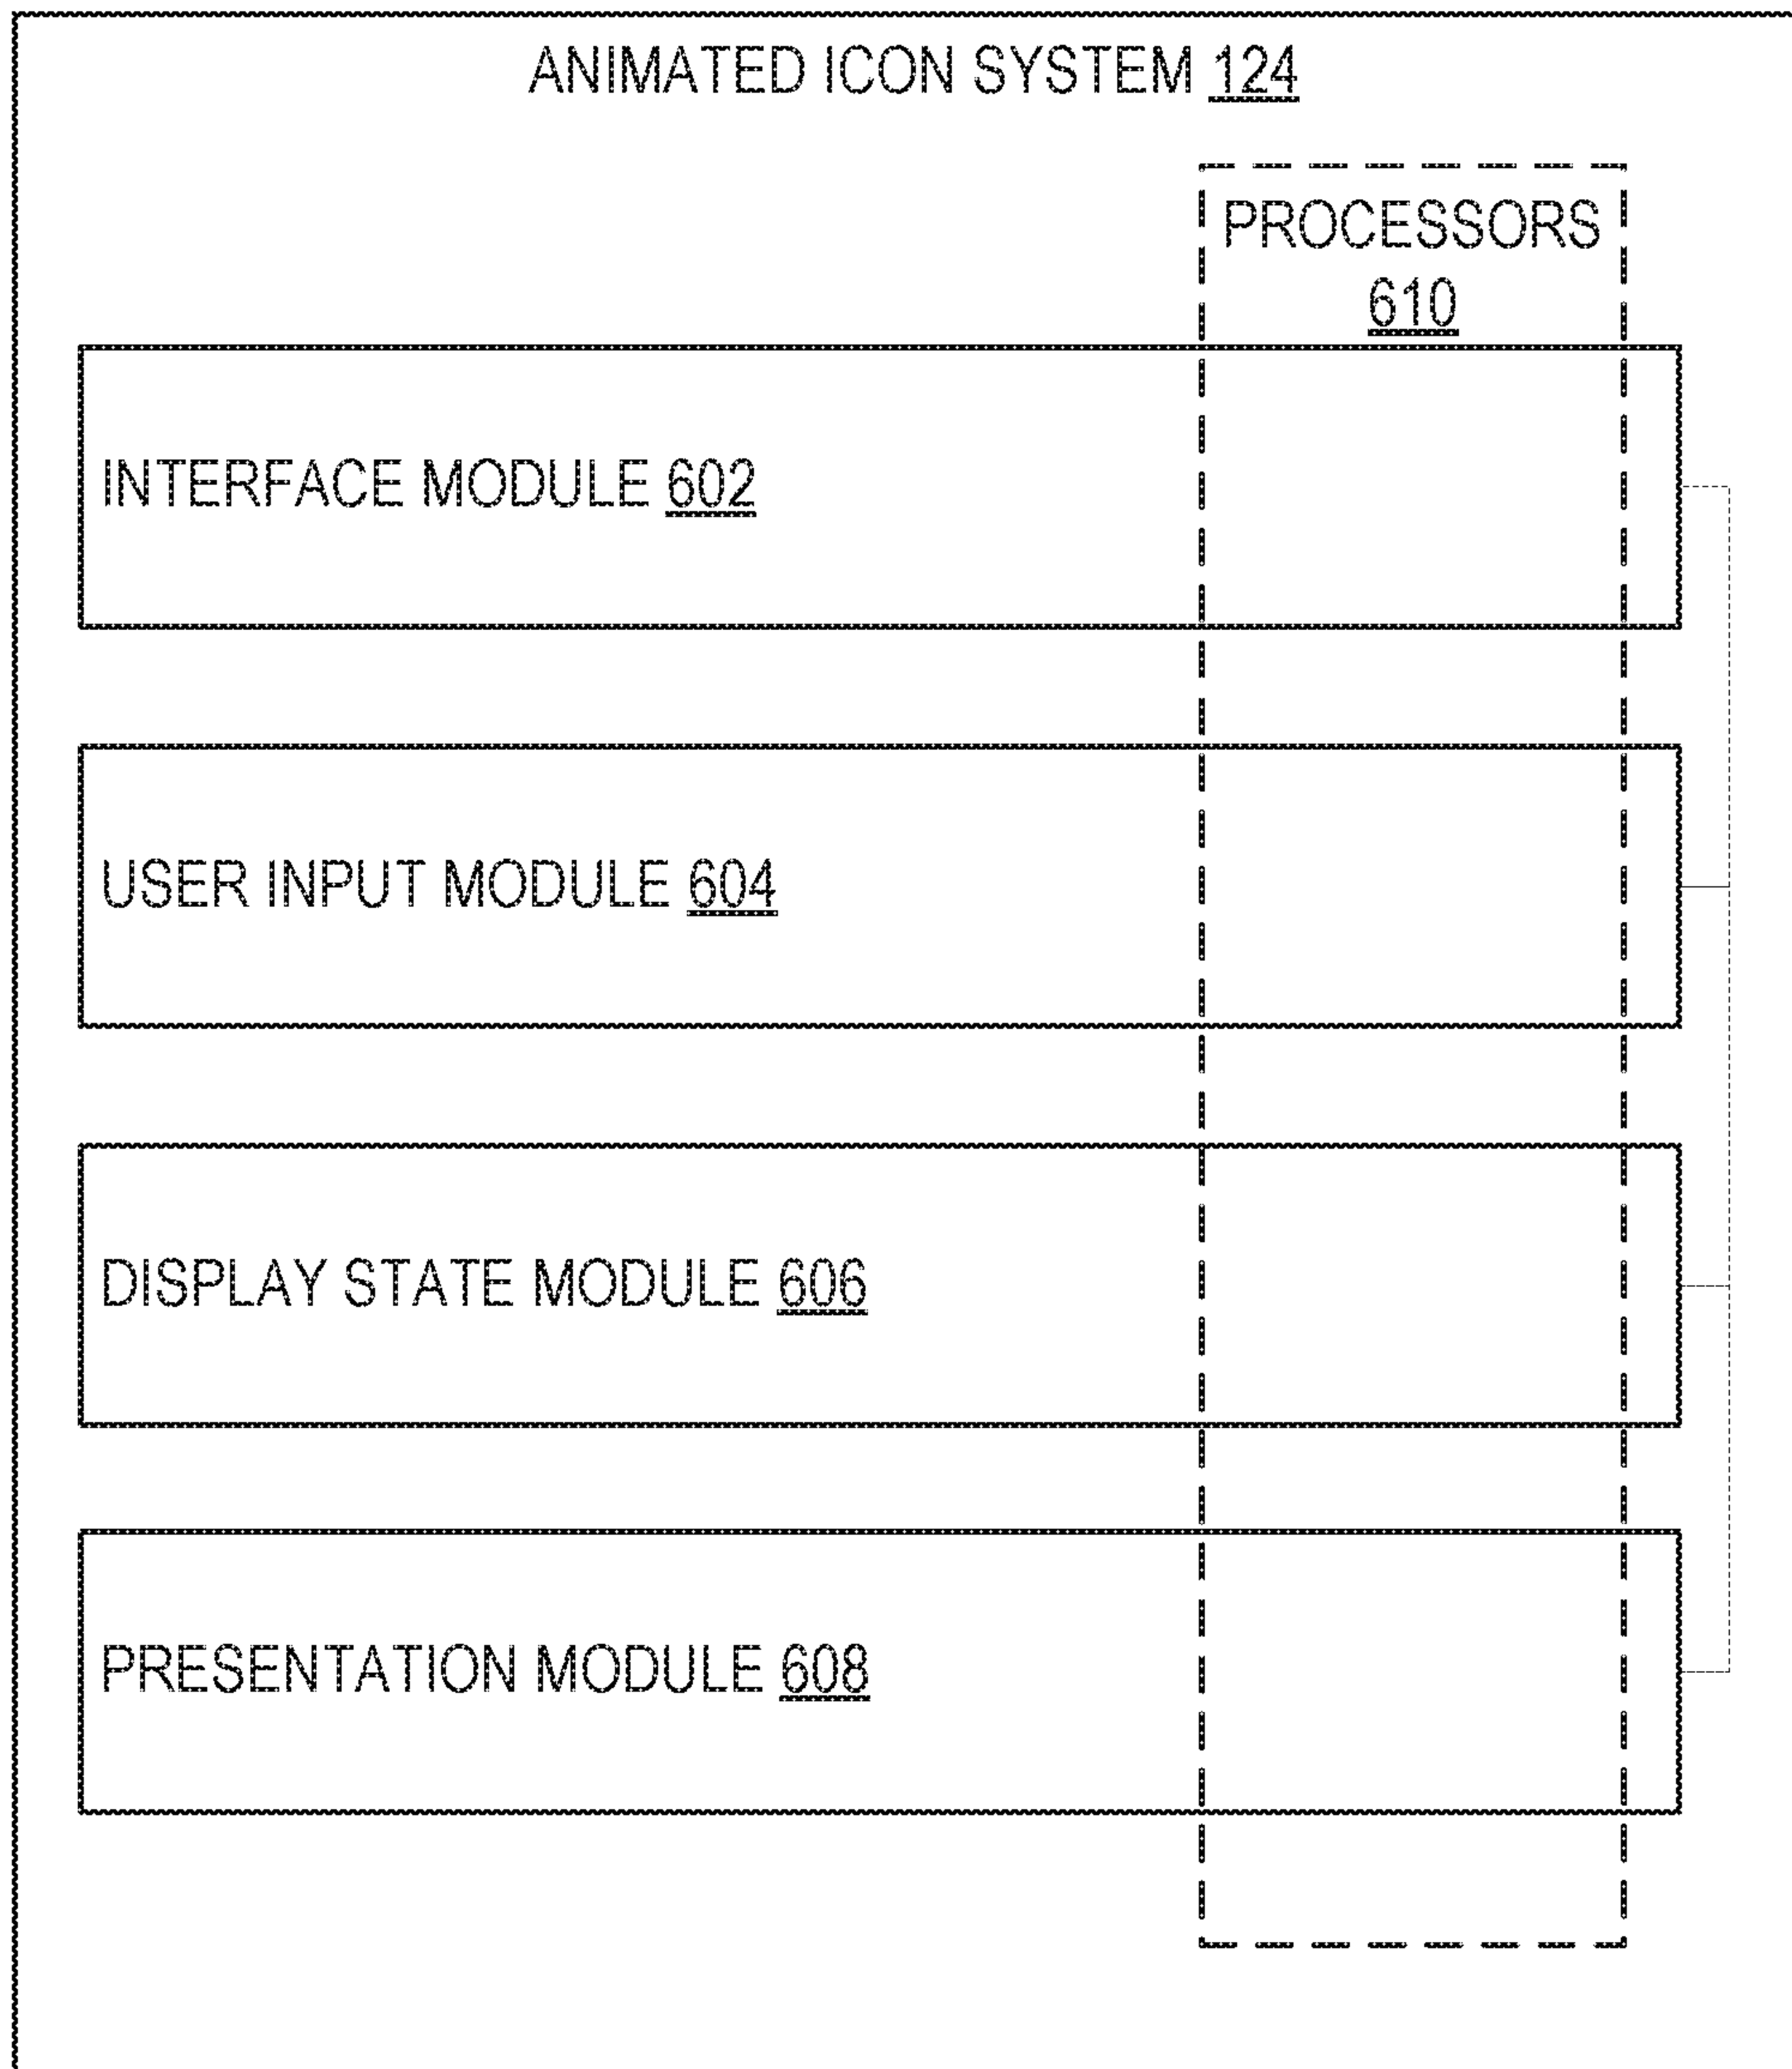 ANIMATED ICON SYSTEM 124
PROCESSORS
610
INTERFACE MODULE 602
USER INPUT MODULE 604
DISPLAY STATE MODULE 606
PRESENTATION MODULE 608